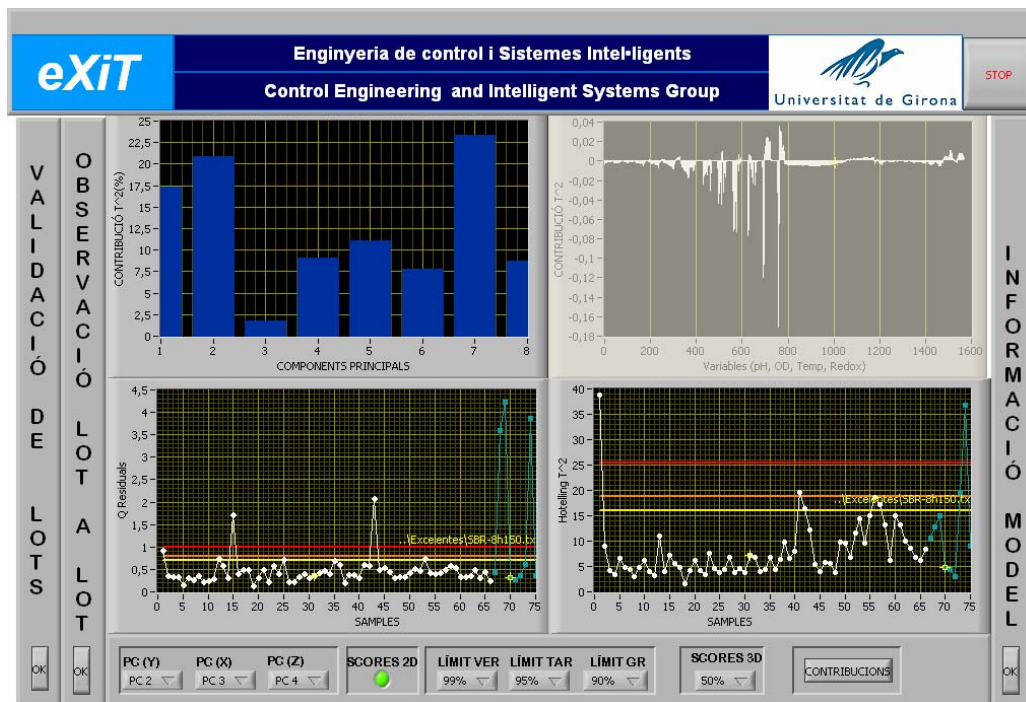 eXiT
Enginyeria de control i Sistemes Intel•ligents
Control Engineering and Intelligent Systems Group
Universitat de Girona
STOP
VALIDACIÓ DE LOTS
OK
OBSERVACIÓ LOT A LOT
OK
CONTRIBUCIÓ T^2(%)
25
22,5
20
17,5
15
12,5
10
7,5
5
2,5
0
1 2 3 4 5 6 7 8
COMPONENTS PRINCIPALS
CONTRIBUCIÓ T^2
0,04
0,02
0
-0,02
-0,04
-0,06
-0,08
-0,1
-0,12
-0,14
-0,16
-0,18
0 200 400 600 800 1000 1200 1400 1600
Variables (pH, OD, Temp, Redox)
Q Residuals
4,5
4
3,5
3
2,5
2
1,5
1
0,5
0
..\Excelentes\SBR-8h150.tx
0 5 10 15 20 25 30 35 40 45 50 55 60 65 70 75
SAMPLES
Hotelling T^2
40
35
30
25
20
15
10
5
0
..\Excelentes\SBR-8h150.tx
0 5 10 15 20 25 30 35 40 45 50 55 60 65 70 75
SAMPLES
INFORMACIÓ MODEL
OK
PC (Y) PC (X) PC (Z)
PC 2 PC 3 PC 4
SCORES 2D
LÍMIT VER LÍMIT TAR LÍMIT GR
99% 95% 90%
SCORES 3D
50%
CONTRIBUCIONS